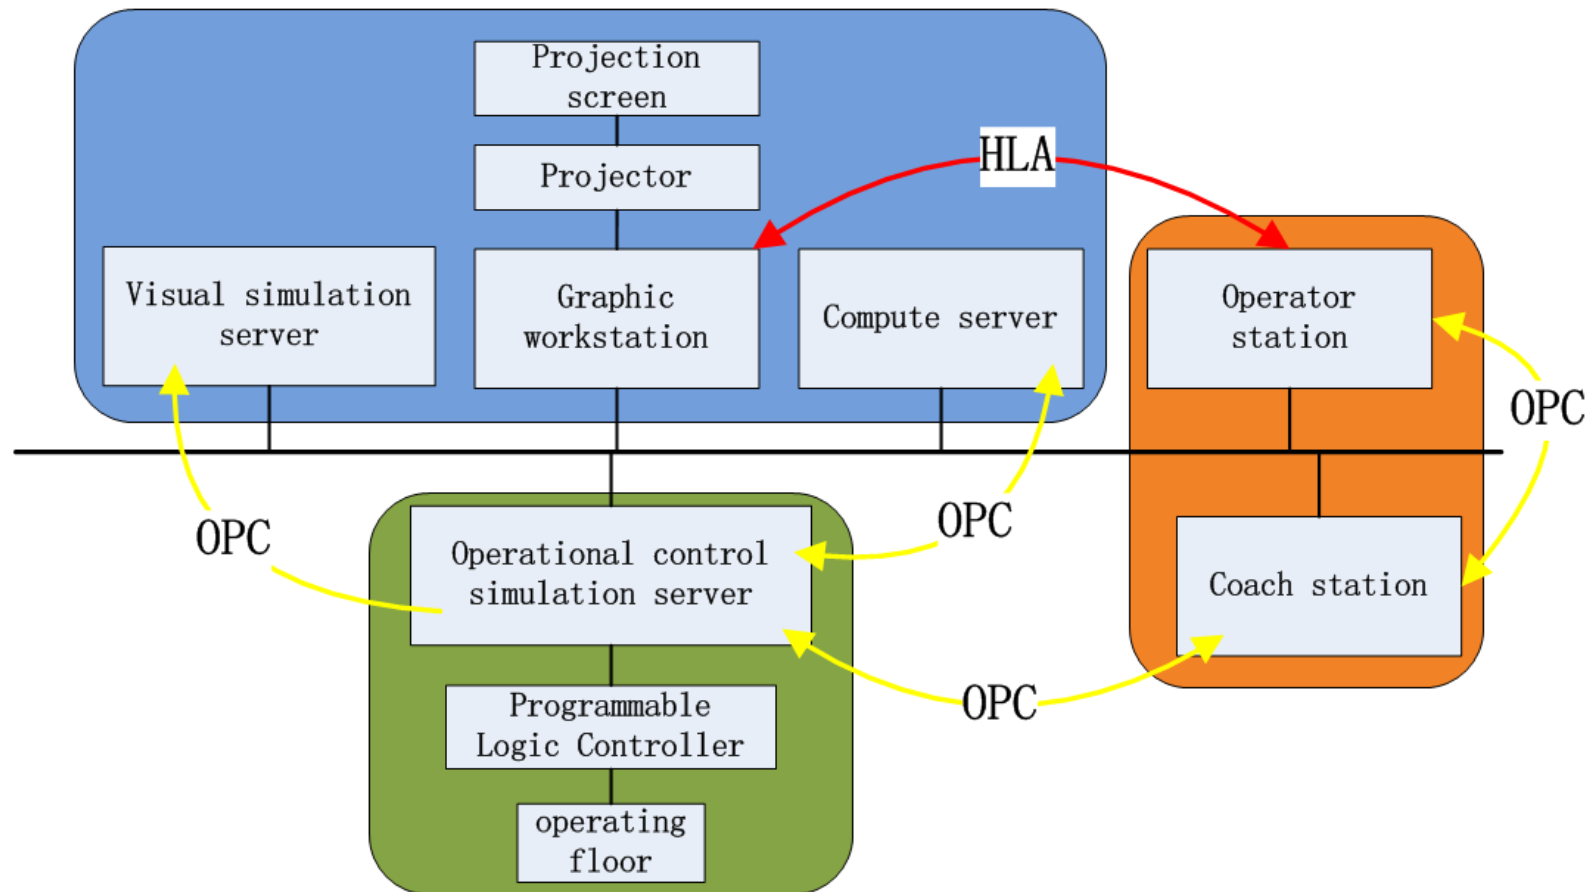 Projection
screen
Projector
HLA
Visual simulation
server
Graphic
workstation
Compute server
Operator
station
OPC
OPC
OPC
Operational control
simulation server
Coach station
OPC
Programmable
Logic Controller
operating
floor